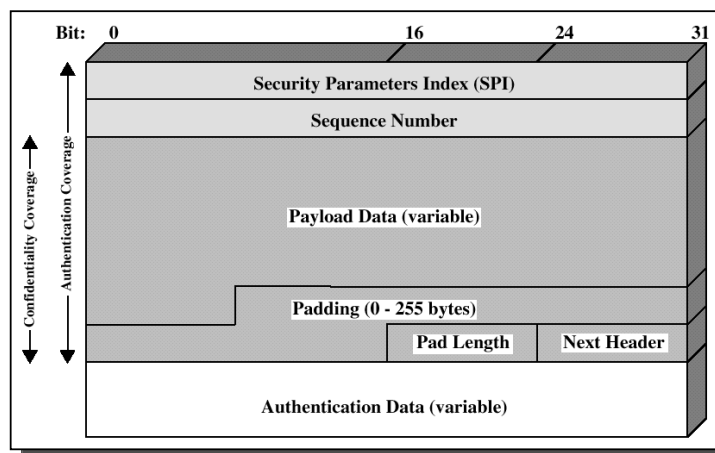 Bit: 0 16 24 31
Security Parameters Index (SPI)
Sequence Number
Confidentiality Coverage
Authentication Coverage
Payload Data (variable)
Padding (0 - 255 bytes)
Pad Length Next Header
Authentication Data (variable)